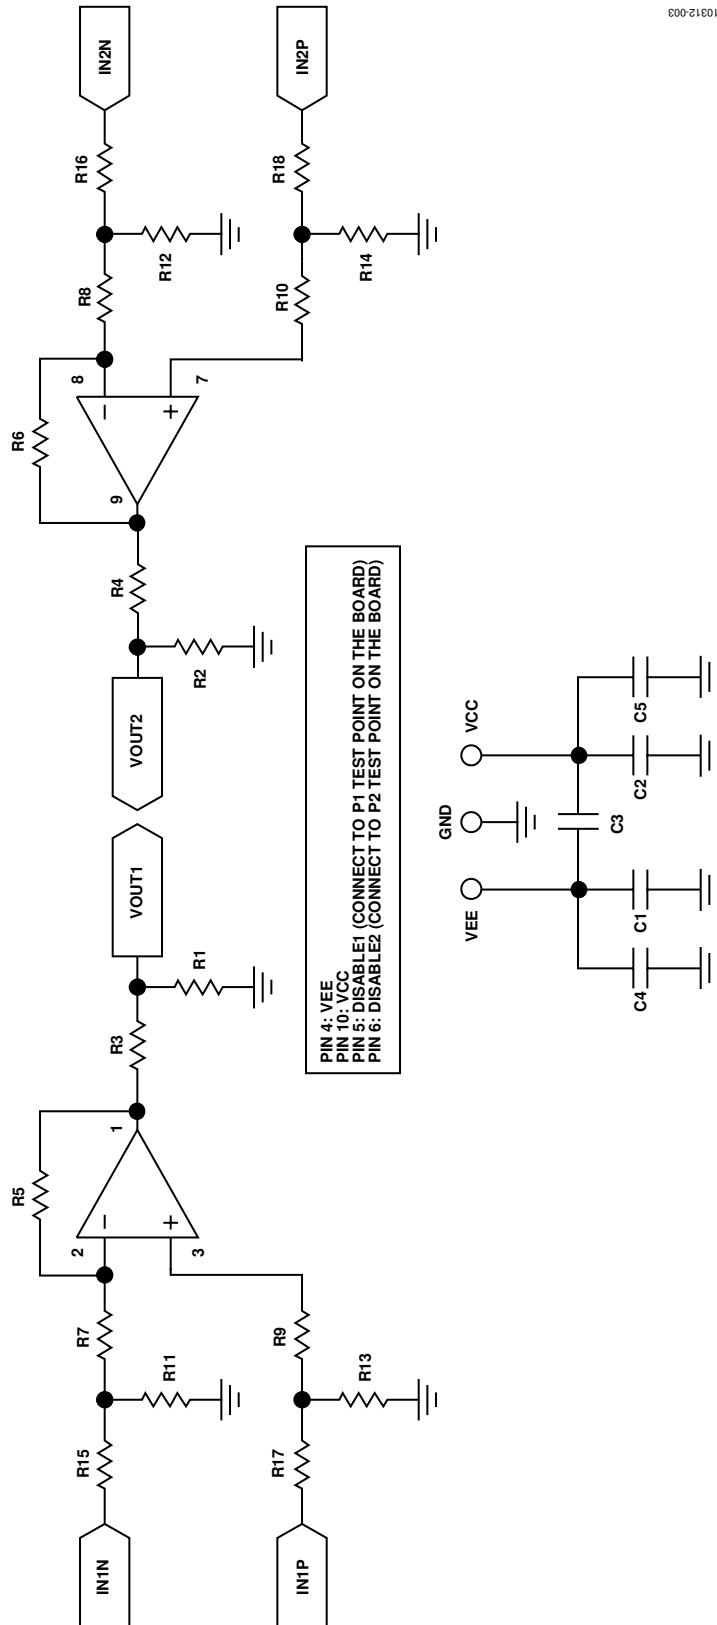 R5
R6
R15
R7
2
8
R8
R16
IN1N
IN2N
1
R3
R4
9
VOUT1
VOUT2
R11
R1
R2
R12
3
7
R17
R9
R10
R18
IN1P
IN2P
R13
R14
PIN 4: VEE
PIN 10: VCC
PIN 5: DISABLE1 (CONNECT TO P1 TEST POINT ON THE BOARD)
PIN 6: DISABLE2 (CONNECT TO P2 TEST POINT ON THE BOARD)
VEE
GND
VCC
C3
C4
C1
C2
C5
10312-003